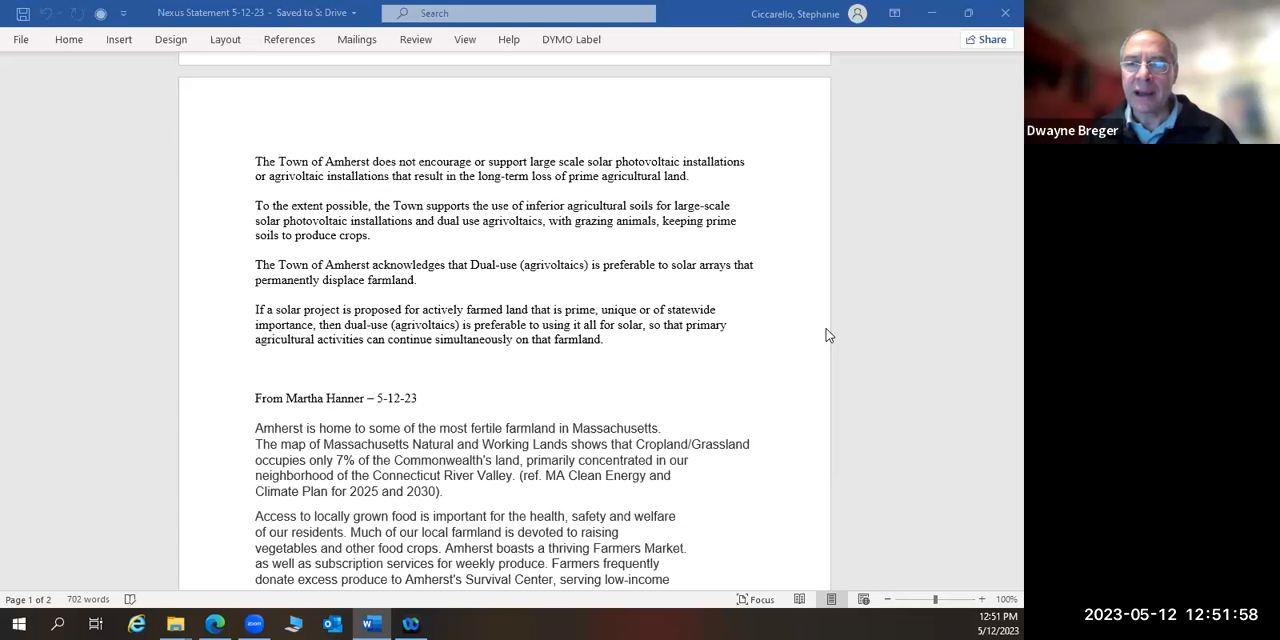 Nexus Statement 5-12-23 - Saved to S: Drive
Search
Ciccarello, Stephanie
File Home Insert Design Layout References Mailings Review View Help DYMO Label
Share
The Town of Amherst does not encourage or support large scale solar photovoltaic installations
or agrivoltaic installations that result in the long-term loss of prime agricultural land.
To the extent possible, the Town supports the use of inferior agricultural soils for large-scale
solar photovoltaic installations and dual use agrivoltaics, with grazing animals, keeping prime
soils to produce crops.
The Town of Amherst acknowledges that Dual-use (agrivoltaics) is preferable to solar arrays that
permanently displace farmland.
If a solar project is proposed for actively farmed land that is prime, unique or of statewide
importance, then dual-use (agrivoltaics) is preferable to using it all for solar, so that primary
agricultural activities can continue simultaneously on that farmland.
From Martha Hanner – 5-12-23
Amherst is home to some of the most fertile farmland in Massachusetts.
The map of Massachusetts Natural and Working Lands shows that Cropland/Grassland
occupies only 7% of the Commonwealth's land, primarily concentrated in our
neighborhood of the Connecticut River Valley. (ref. MA Clean Energy and
Climate Plan for 2025 and 2030).
Access to locally grown food is important for the health, safety and welfare
of our residents. Much of our local farmland is devoted to raising
vegetables and other food crops. Amherst boasts a thriving Farmers Market.
as well as subscription services for weekly produce. Farmers frequently
donate excess produce to Amherst's Survival Center, serving low-income
Page 1 of 2 702 words
Focus
100%
zoom
12:51 PM
5/12/2023
Dwayne Breger
2023-05-12 12:51:58